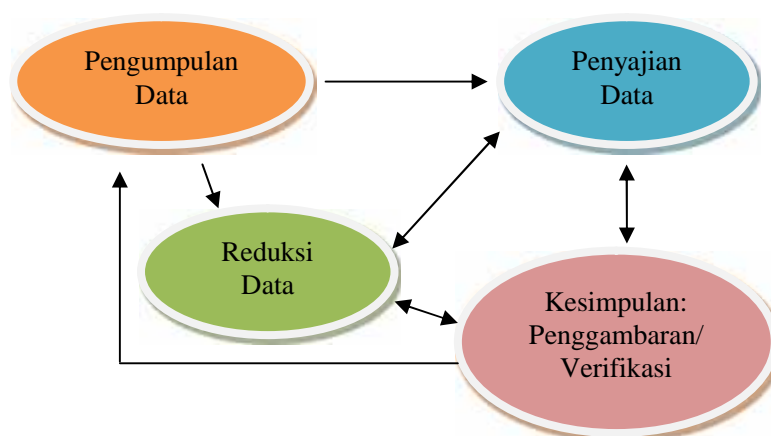 Pengumpulan
Data
Penyajian
Data
Reduksi
Data
Kesimpulan:
Penggambaran/
Verifikasi